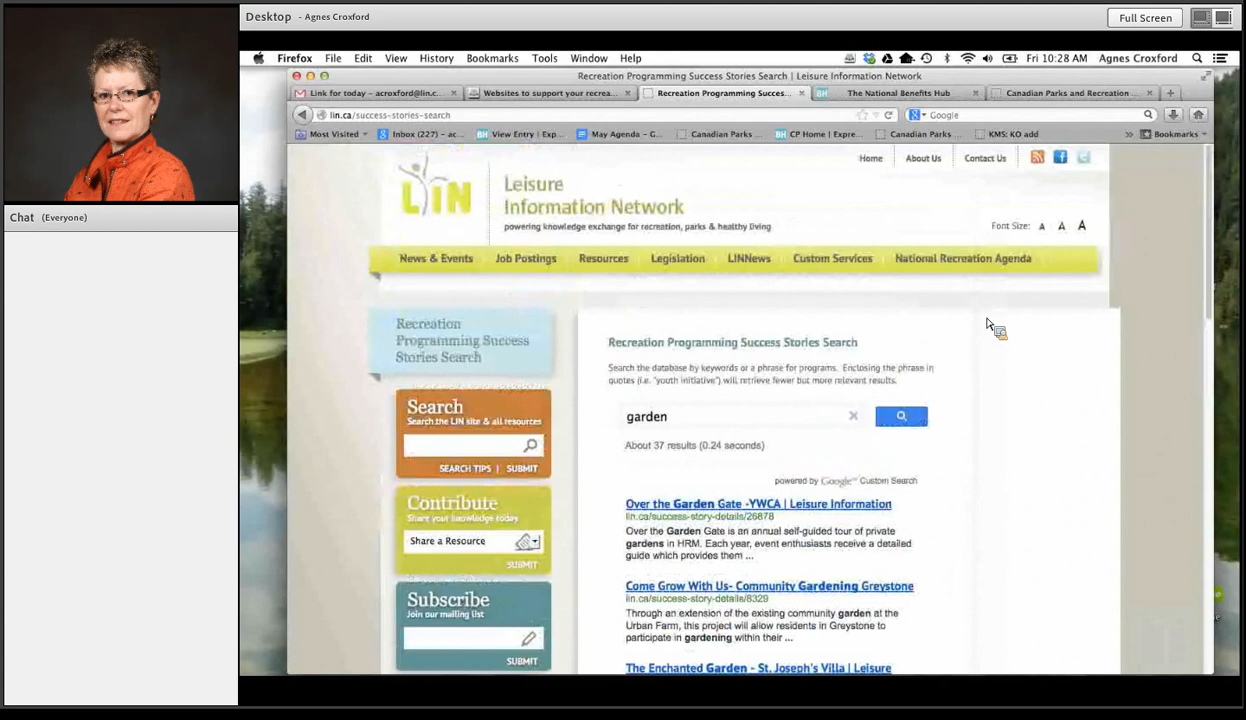 Desktop - Agnes Croxford
Full Screen
Chat (Everyone)
Firefox File Edit View History Bookmarks Tools Window Help
Fri 10:28 AM Agnes Croxford
Recreation Programming Success Stories Search | Leisure Information Network
Link for today – acroxford@lin.c...
Websites to support your recrea...
Recreation Programming Succes...
BH The National Benefits Hub
Canadian Parks and Recreation ...
lin.ca/success-stories-search
Google
Most Visited
Inbox (227) – ac...
BH View Entry | Exp...
May Agenda – G...
Canadian Parks ...
BH CP Home | Expre...
Canadian Parks ...
KMS: KO add
Bookmarks
Home
About Us
Contact Us
LIN
Leisure
Information Network
powering knowledge exchange for recreation, parks & healthy living
Font Size: A A A
News & Events
Job Postings
Resources
Legislation
LINNews
Custom Services
National Recreation Agenda
Recreation
Programming Success
Stories Search
Search
Search the LIN site & all resources
SEARCH TIPS | SUBMIT
Contribute
Share your knowledge today
Share a Resource
SUBMIT
Subscribe
Join our mailing list
SUBMIT
Recreation Programming Success Stories Search
Search the database by keywords or a phrase for programs. Enclosing the phrase in
quotes (i.e. "youth initiative") will retrieve fewer but more relevant results.
garden
About 37 results (0.24 seconds)
powered by Google™ Custom Search
Over the Garden Gate -YWCA | Leisure Information
lin.ca/success-story-details/26878
Over the Garden Gate is an annual self-guided tour of private
gardens in HRM. Each year, event enthusiasts receive a detailed
guide which provides them ...
Come Grow With Us- Community Gardening Greystone
lin.ca/success-story-details/8329
Through an extension of the existing community garden at the
Urban Farm, this project will allow residents in Greystone to
participate in gardening within their ...
The Enchanted Garden - St. Joseph's Villa | Leisure